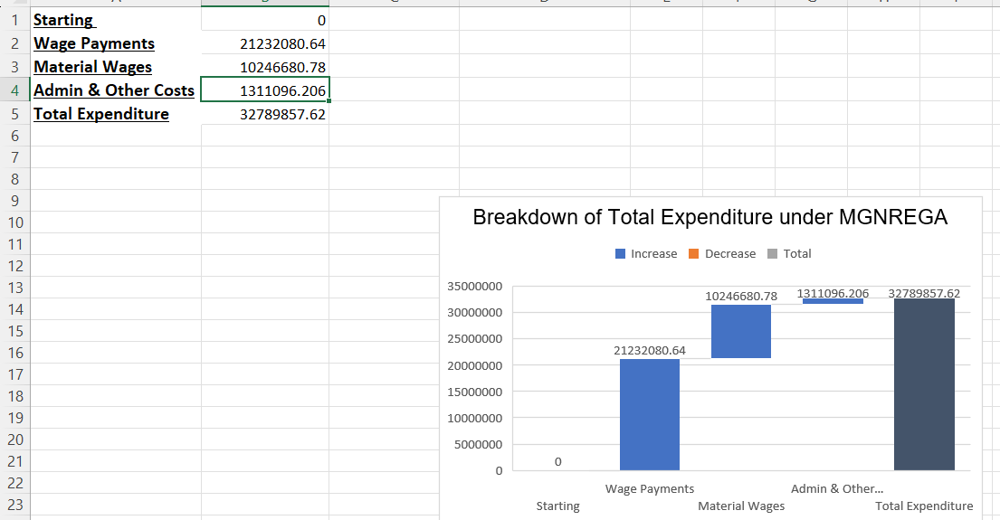 1 Starting 0
2 Wage Payments 21232080.64
3 Material Wages 10246680.78
4 Admin & Other Costs 1311096.206
5 Total Expenditure 32789857.62
6
7
8
9
10
11
12
13
14
15
16
17
18
19
20
21
22
23
Breakdown of Total Expenditure under MGNREGA
Increase Decrease Total
35000000
30000000
25000000
20000000
15000000
10000000
5000000
0
0
21232080.64
10246680.78
1311096.206
32789857.62
Starting
Wage Payments
Material Wages
Admin & Other...
Total Expenditure